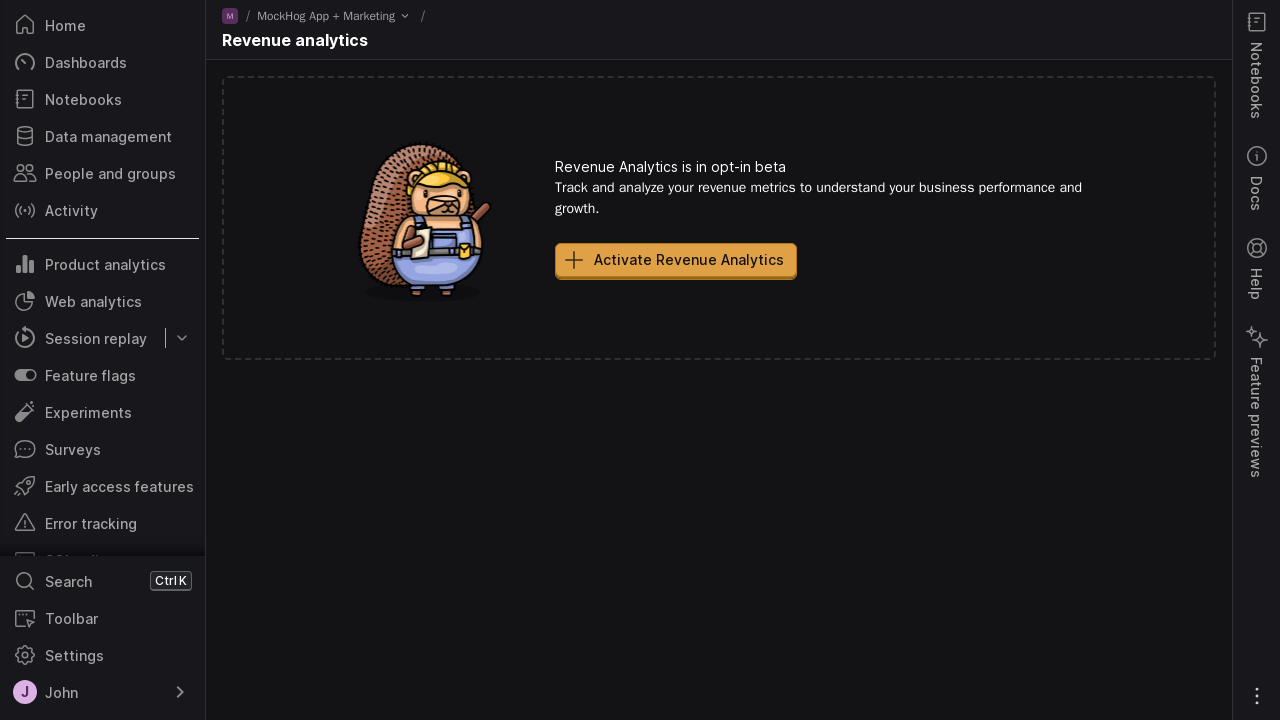 Home
Dashboards
Notebooks
Data management
People and groups
Activity
Product analytics
Web analytics
Session replay
Feature flags
Experiments
Surveys
Early access features
Error tracking
Search
Ctrl K
Toolbar
Settings
J
John
M / MockHog App + Marketing /
Revenue analytics
Revenue Analytics is in opt-in beta
Track and analyze your revenue metrics to understand your business performance and
growth.
Activate Revenue Analytics
Notebooks
Docs
Help
Feature previews